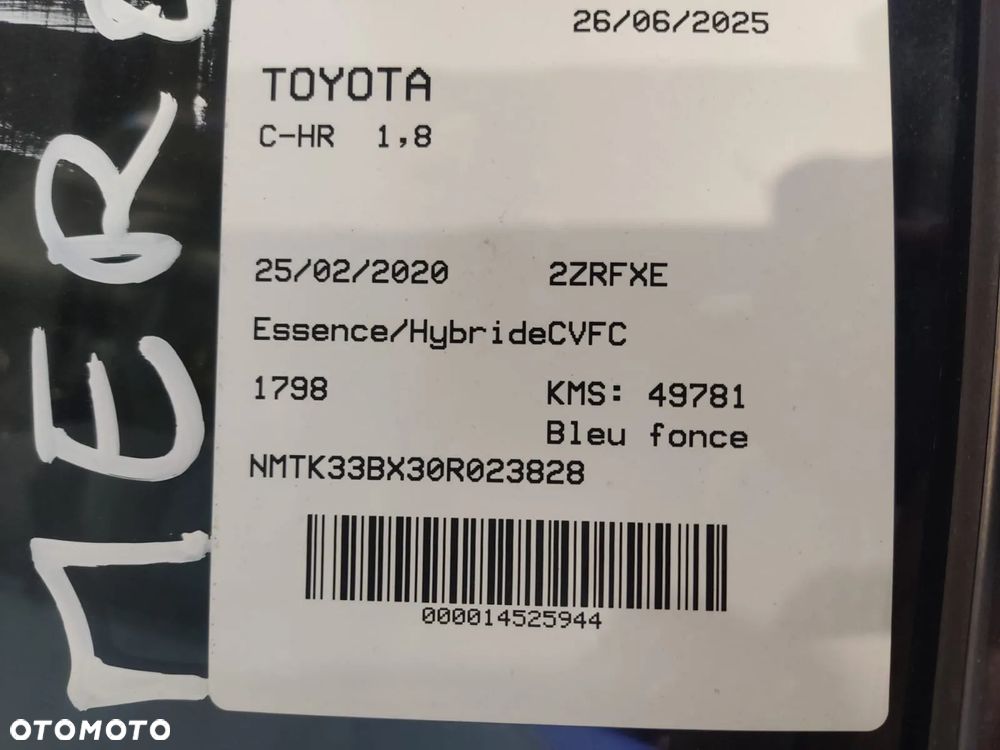 26/06/2025
TOYOTA
C-HR 1,8
25/02/2020 2ZRFXE
Essence/HybrideCVFC
1798 KMS: 49781
Bleu fonce
NMTK33BX30R023828
000014525944
OTOMOTO